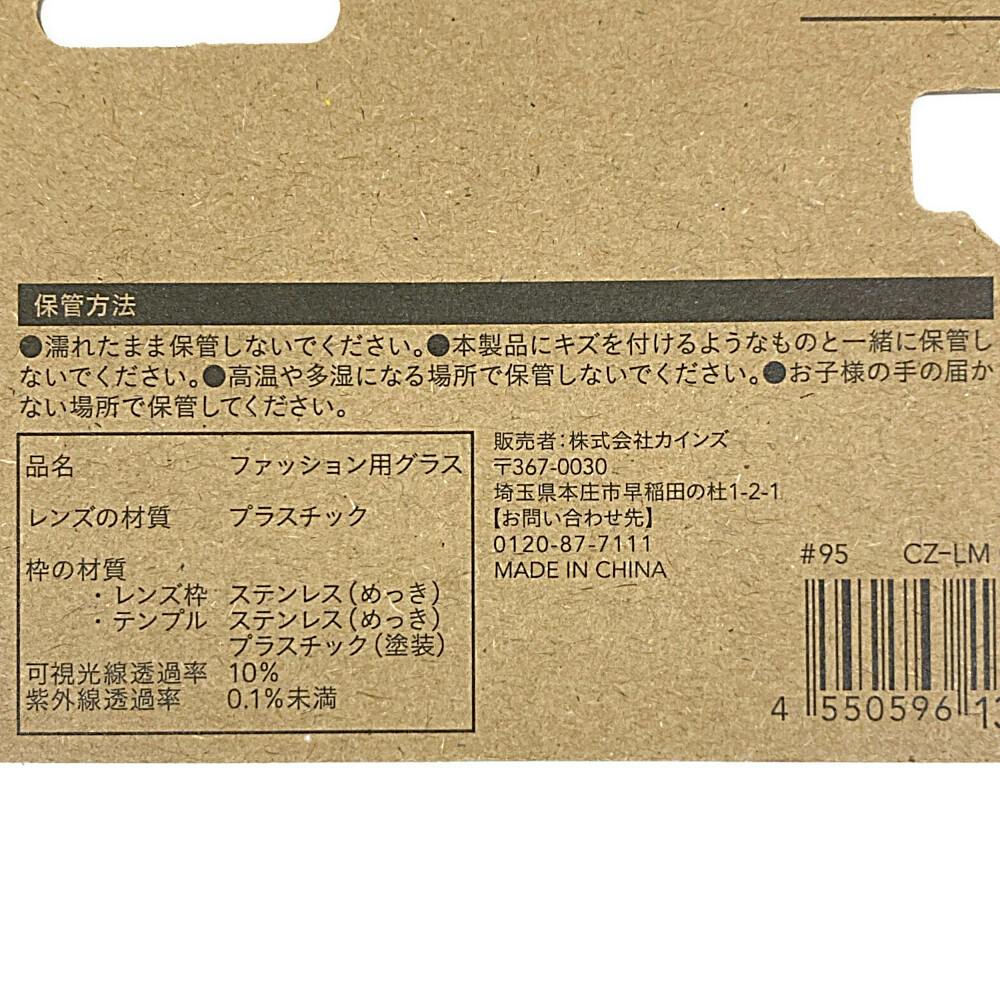 保管方法
●濡れたまま保管しないでください。●本製品にキズを付けるようなものと一緒に保管し
ないでください。●高温や多湿になる場所で保管しないでください。●お子様の手の届か
ない場所で保管してください。
品名 ファッション用グラス
レンズの材質 プラスチック
枠の材質
・レンズ枠 ステンレス(めっき)
・テンプル ステンレス(めっき)
プラスチック(塗装)
可視光線透過率 10%
紫外線透過率 0.1%未満
販売者:株式会社カインズ
〒367-0030
埼玉県本庄市早稲田の杜1-2-1
【お問い合わせ先】
0120-87-7111
MADE IN CHINA
#95 CZ-LM
4 550596 13